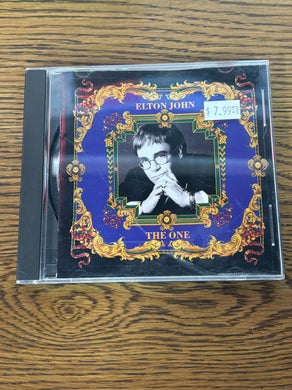 ELTON JOHN
$7.99
THE ONE